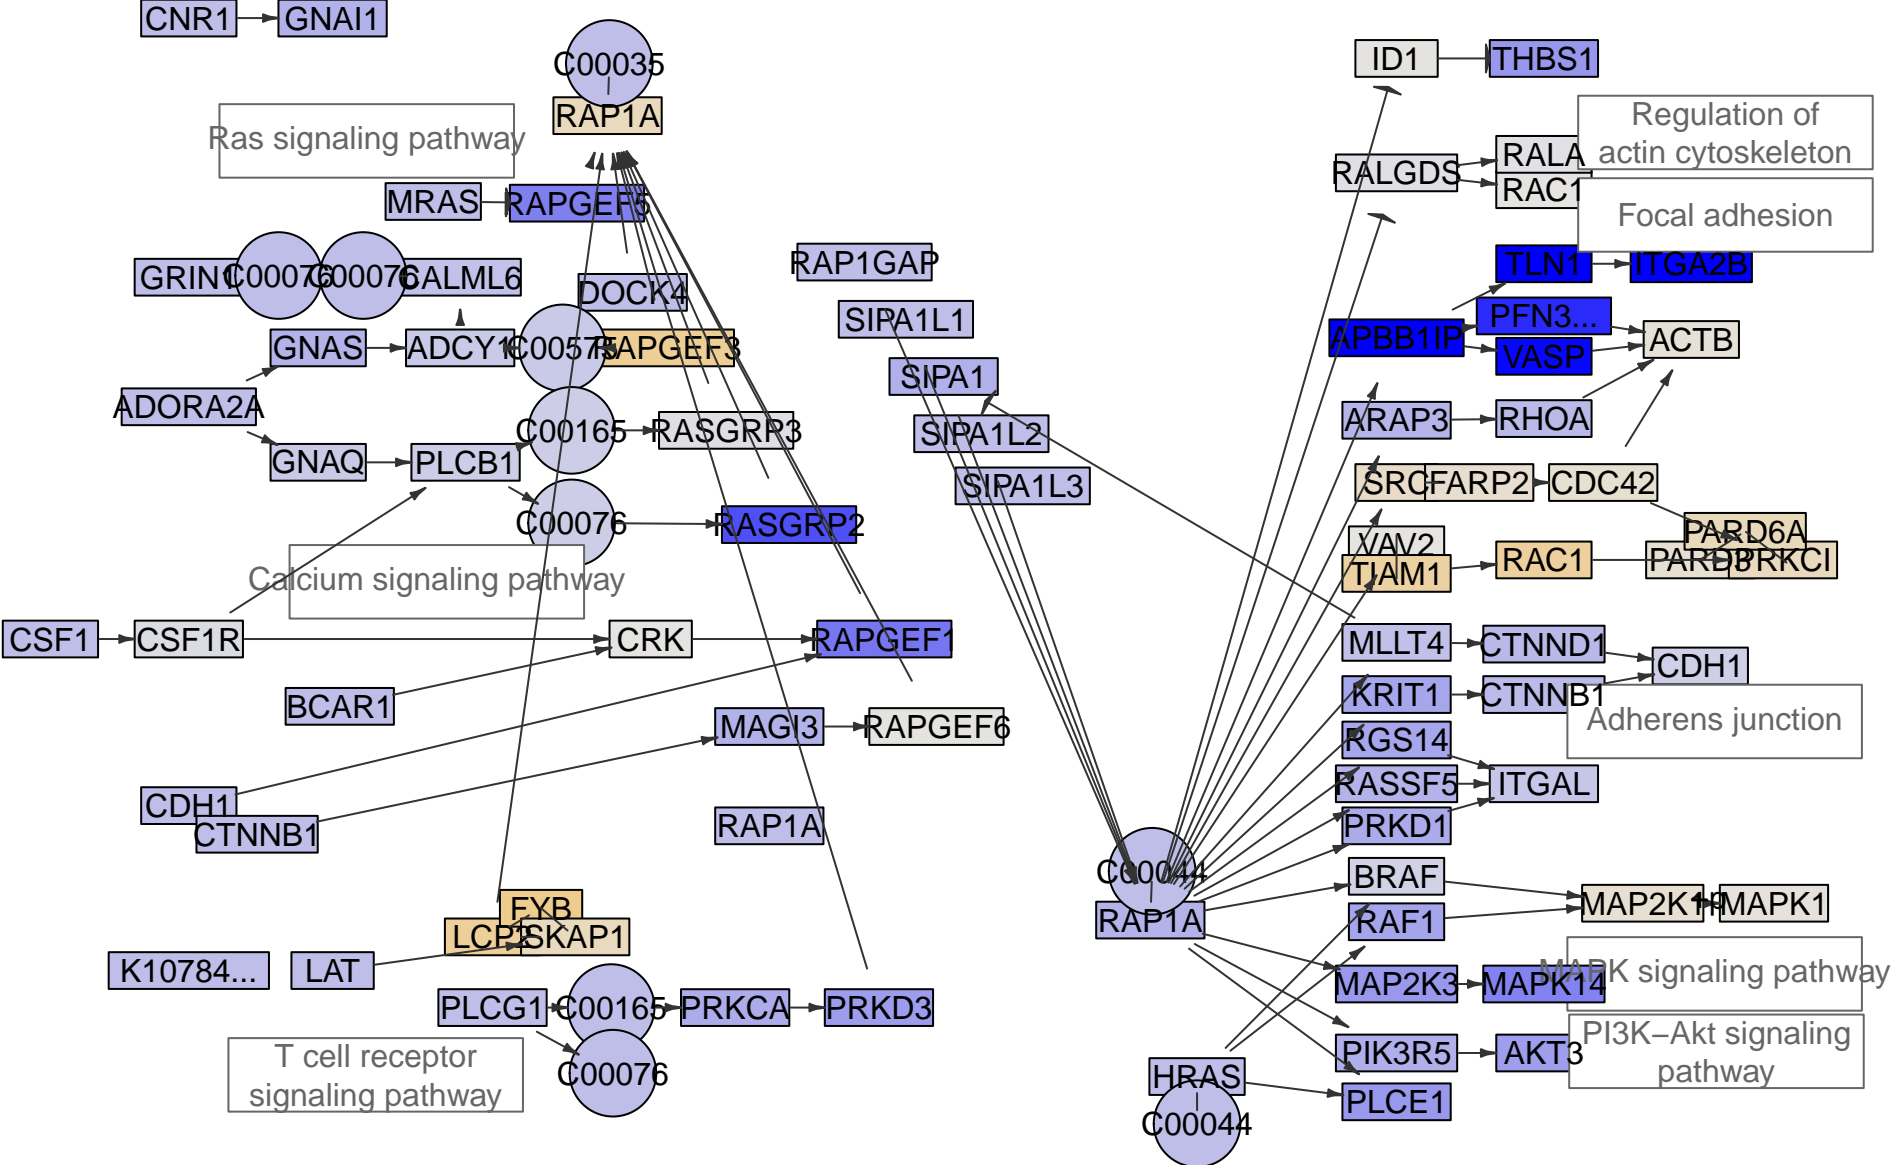 CNR1
GNAI1
C00035
RAP1A
Ras signaling pathway
MRAS
RAPGEF5
GRIN1
C00076
C00076
CALML6
DOCK4
GNAS
ADCY1
C00575
RAPGEF3
ADORA2A
C00165
RASGRP3
GNAQ
PLCB1
C00076
RASGRP2
Calcium signaling pathway
CSF1
CSF1R
CRK
RAPGEF1
BCAR1
MAGI3
RAPGEF6
CDH1
CTNNB1
RAP1A
FYB
LCP2
SKAP1
K10784...
LAT
PLCG1
C00165
PRKCA
PRKD3
T cell receptor
signaling pathway
C00076
RAP1GAP
SIPA1L1
SIPA1
SIPA1L2
SIPA1L3
C00044
RAP1A
HRAS
C00044
ID1
THBS1
Regulation of
actin cytoskeleton
RALGDS
RALA
RAC1
Focal adhesion
TLN1
ITGA2B
APBB1IP
PFN3...
VASP
ACTB
ARAP3
RHOA
SRC
FARP2
CDC42
VAV2
TIAM1
RAC1
PARD6A
PARD3
PRKCI
MLLT4
CTNND1
CDH1
KRIT1
CTNNB1
Adherens junction
RGS14
RASSF5
ITGAL
PRKD1
BRAF
RAF1
MAP2K1
+p
MAPK1
MAP2K3
MAPK14
MAPK signaling pathway
PIK3R5
AKT3
PI3K−Akt signaling
pathway
PLCE1